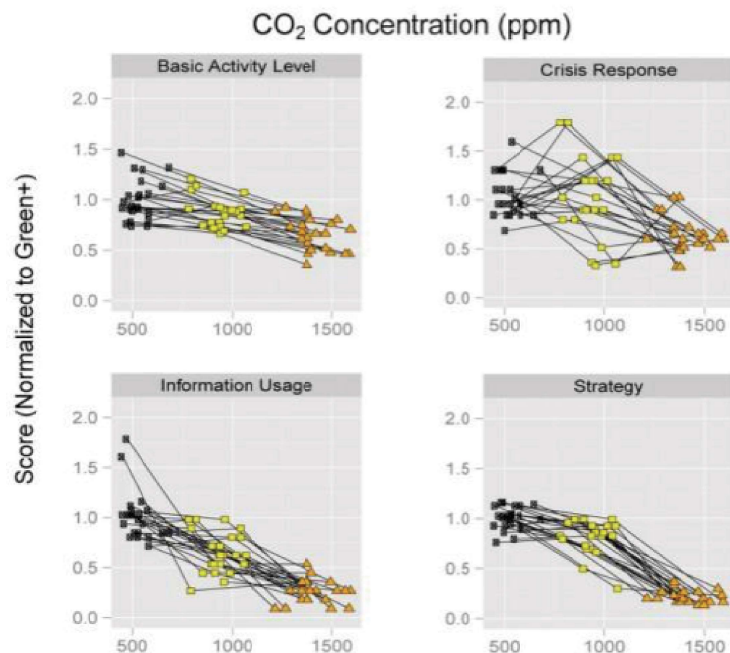 CO₂ Concentration (ppm)
Score (Normalized to Green+)
Basic Activity Level
2.0
1.5
1.0
0.5
0.0
500 1000 1500
Crisis Response
2.0
1.5
1.0
0.5
0.0
500 1000 1500
Information Usage
2.0
1.5
1.0
0.5
0.0
500 1000 1500
Strategy
2.0
1.5
1.0
0.5
0.0
500 1000 1500